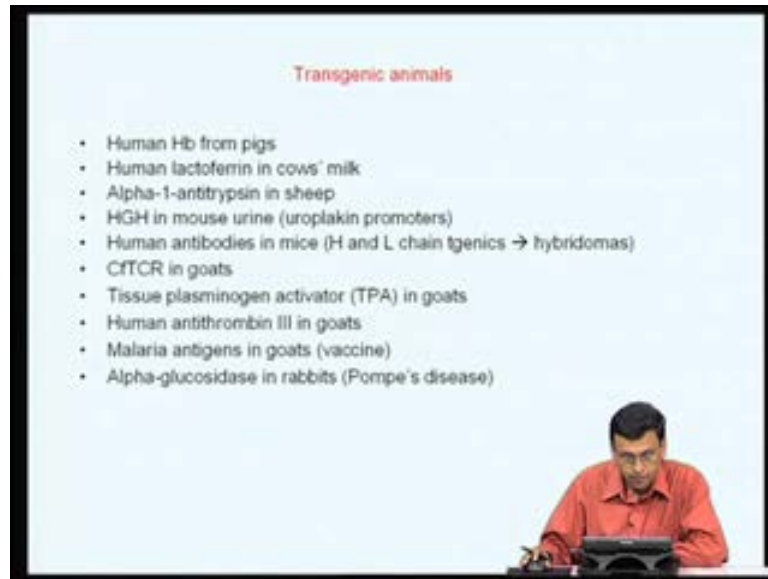 Transgenic animals
• Human Hb from pigs
• Human lactoferrin in cows' milk
• Alpha-1-antitrypsin in sheep
• HGH in mouse urine (uroplakin promoters)
• Human antibodies in mice (H and L chain tgenics → hybridomas)
• CfTCR in goats
• Tissue plasminogen activator (TPA) in goats
• Human antithrombin III in goats
• Malaria antigens in goats (vaccine)
• Alpha-glucosidase in rabbits (Pompe's disease)